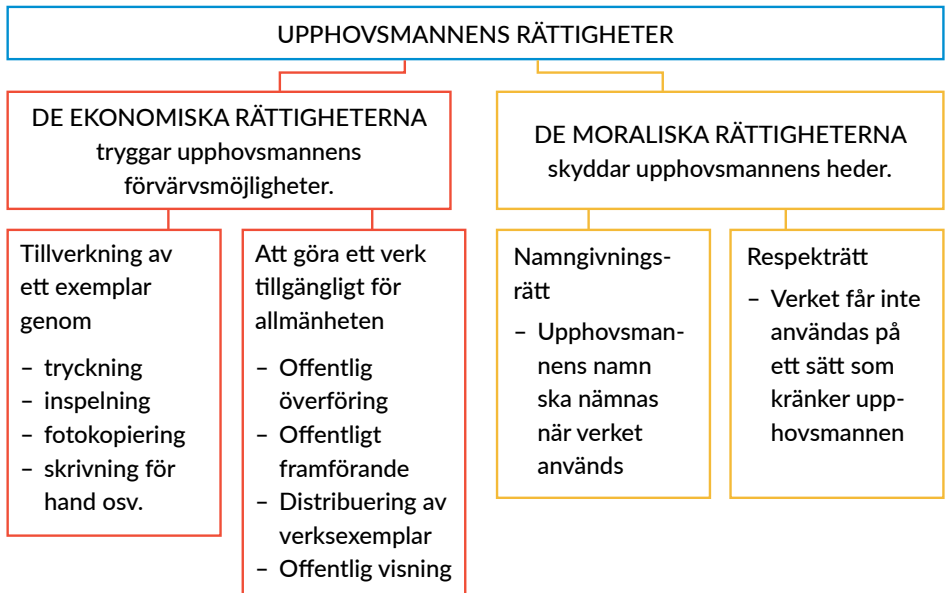 UPPHOVSMANNENS RÄTTIGHETER
DE EKONOMISKA RÄTTIGHETERNA
tryggar upphovsmannens
förvärvsmöjligheter.
DE MORALISKA RÄTTIGHETERNA
skyddar upphovsmannens heder.
Tillverkning av
ett exemplar
genom
– tryckning
– inspelning
– fotokopiering
– skrivning för
hand osv.
Att göra ett verk
tillgängligt för
allmänheten
– Offentlig
överföring
– Offentligt
framförande
– Distribuering av
verksexemplar
– Offentlig visning
Namngivnings-
rätt
– Upphovsman-
nens namn
ska nämnas
när verket
används
Respekträtt
– Verket får inte
användas på
ett sätt som
kränker upp-
hovsmannen